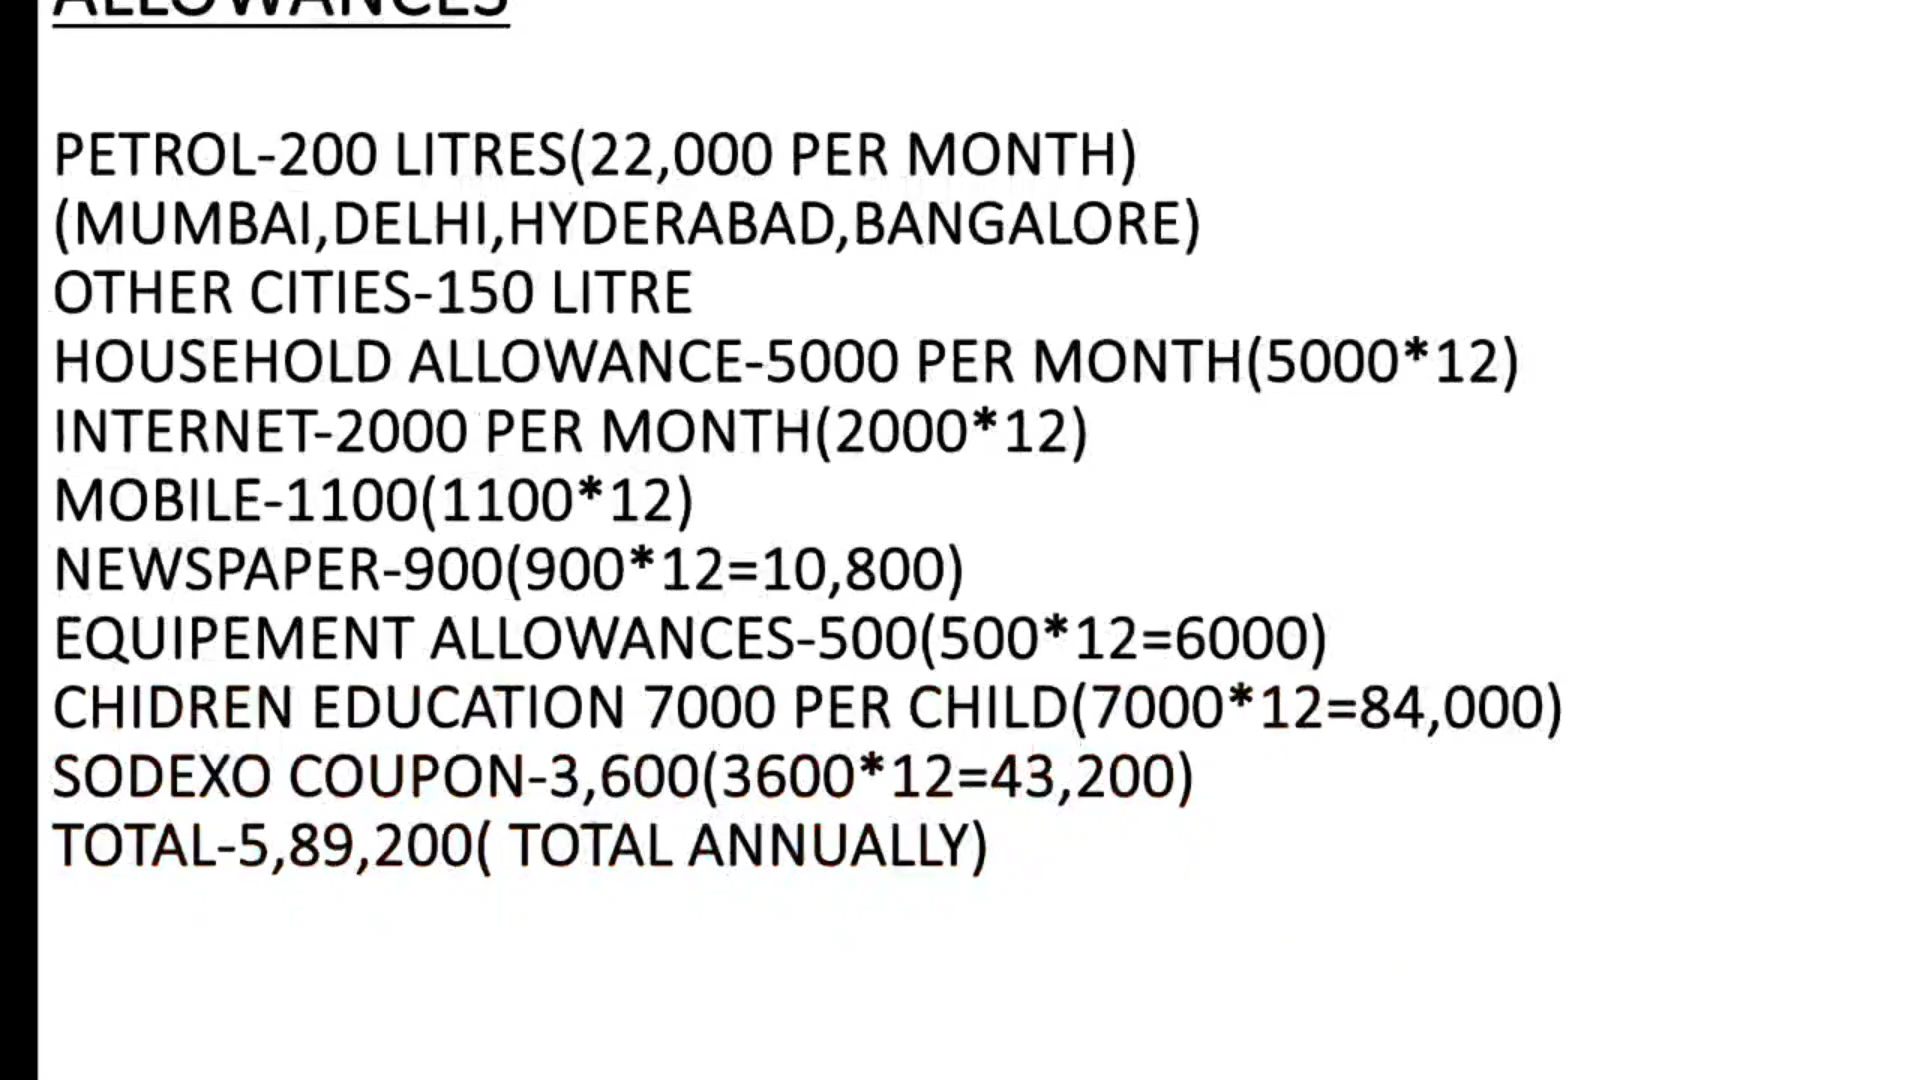 ALLOWANCES
PETROL-200 LITRES(22,000 PER MONTH)
(MUMBAI,DELHI,HYDERABAD,BANGALORE)
OTHER CITIES-150 LITRE
HOUSEHOLD ALLOWANCE-5000 PER MONTH(5000*12)
INTERNET-2000 PER MONTH(2000*12)
MOBILE-1100(1100*12)
NEWSPAPER-900(900*12=10,800)
EQUIPEMENT ALLOWANCES-500(500*12=6000)
CHIDREN EDUCATION 7000 PER CHILD(7000*12=84,000)
SODEXO COUPON-3,600(3600*12=43,200)
TOTAL-5,89,200( TOTAL ANNUALLY)